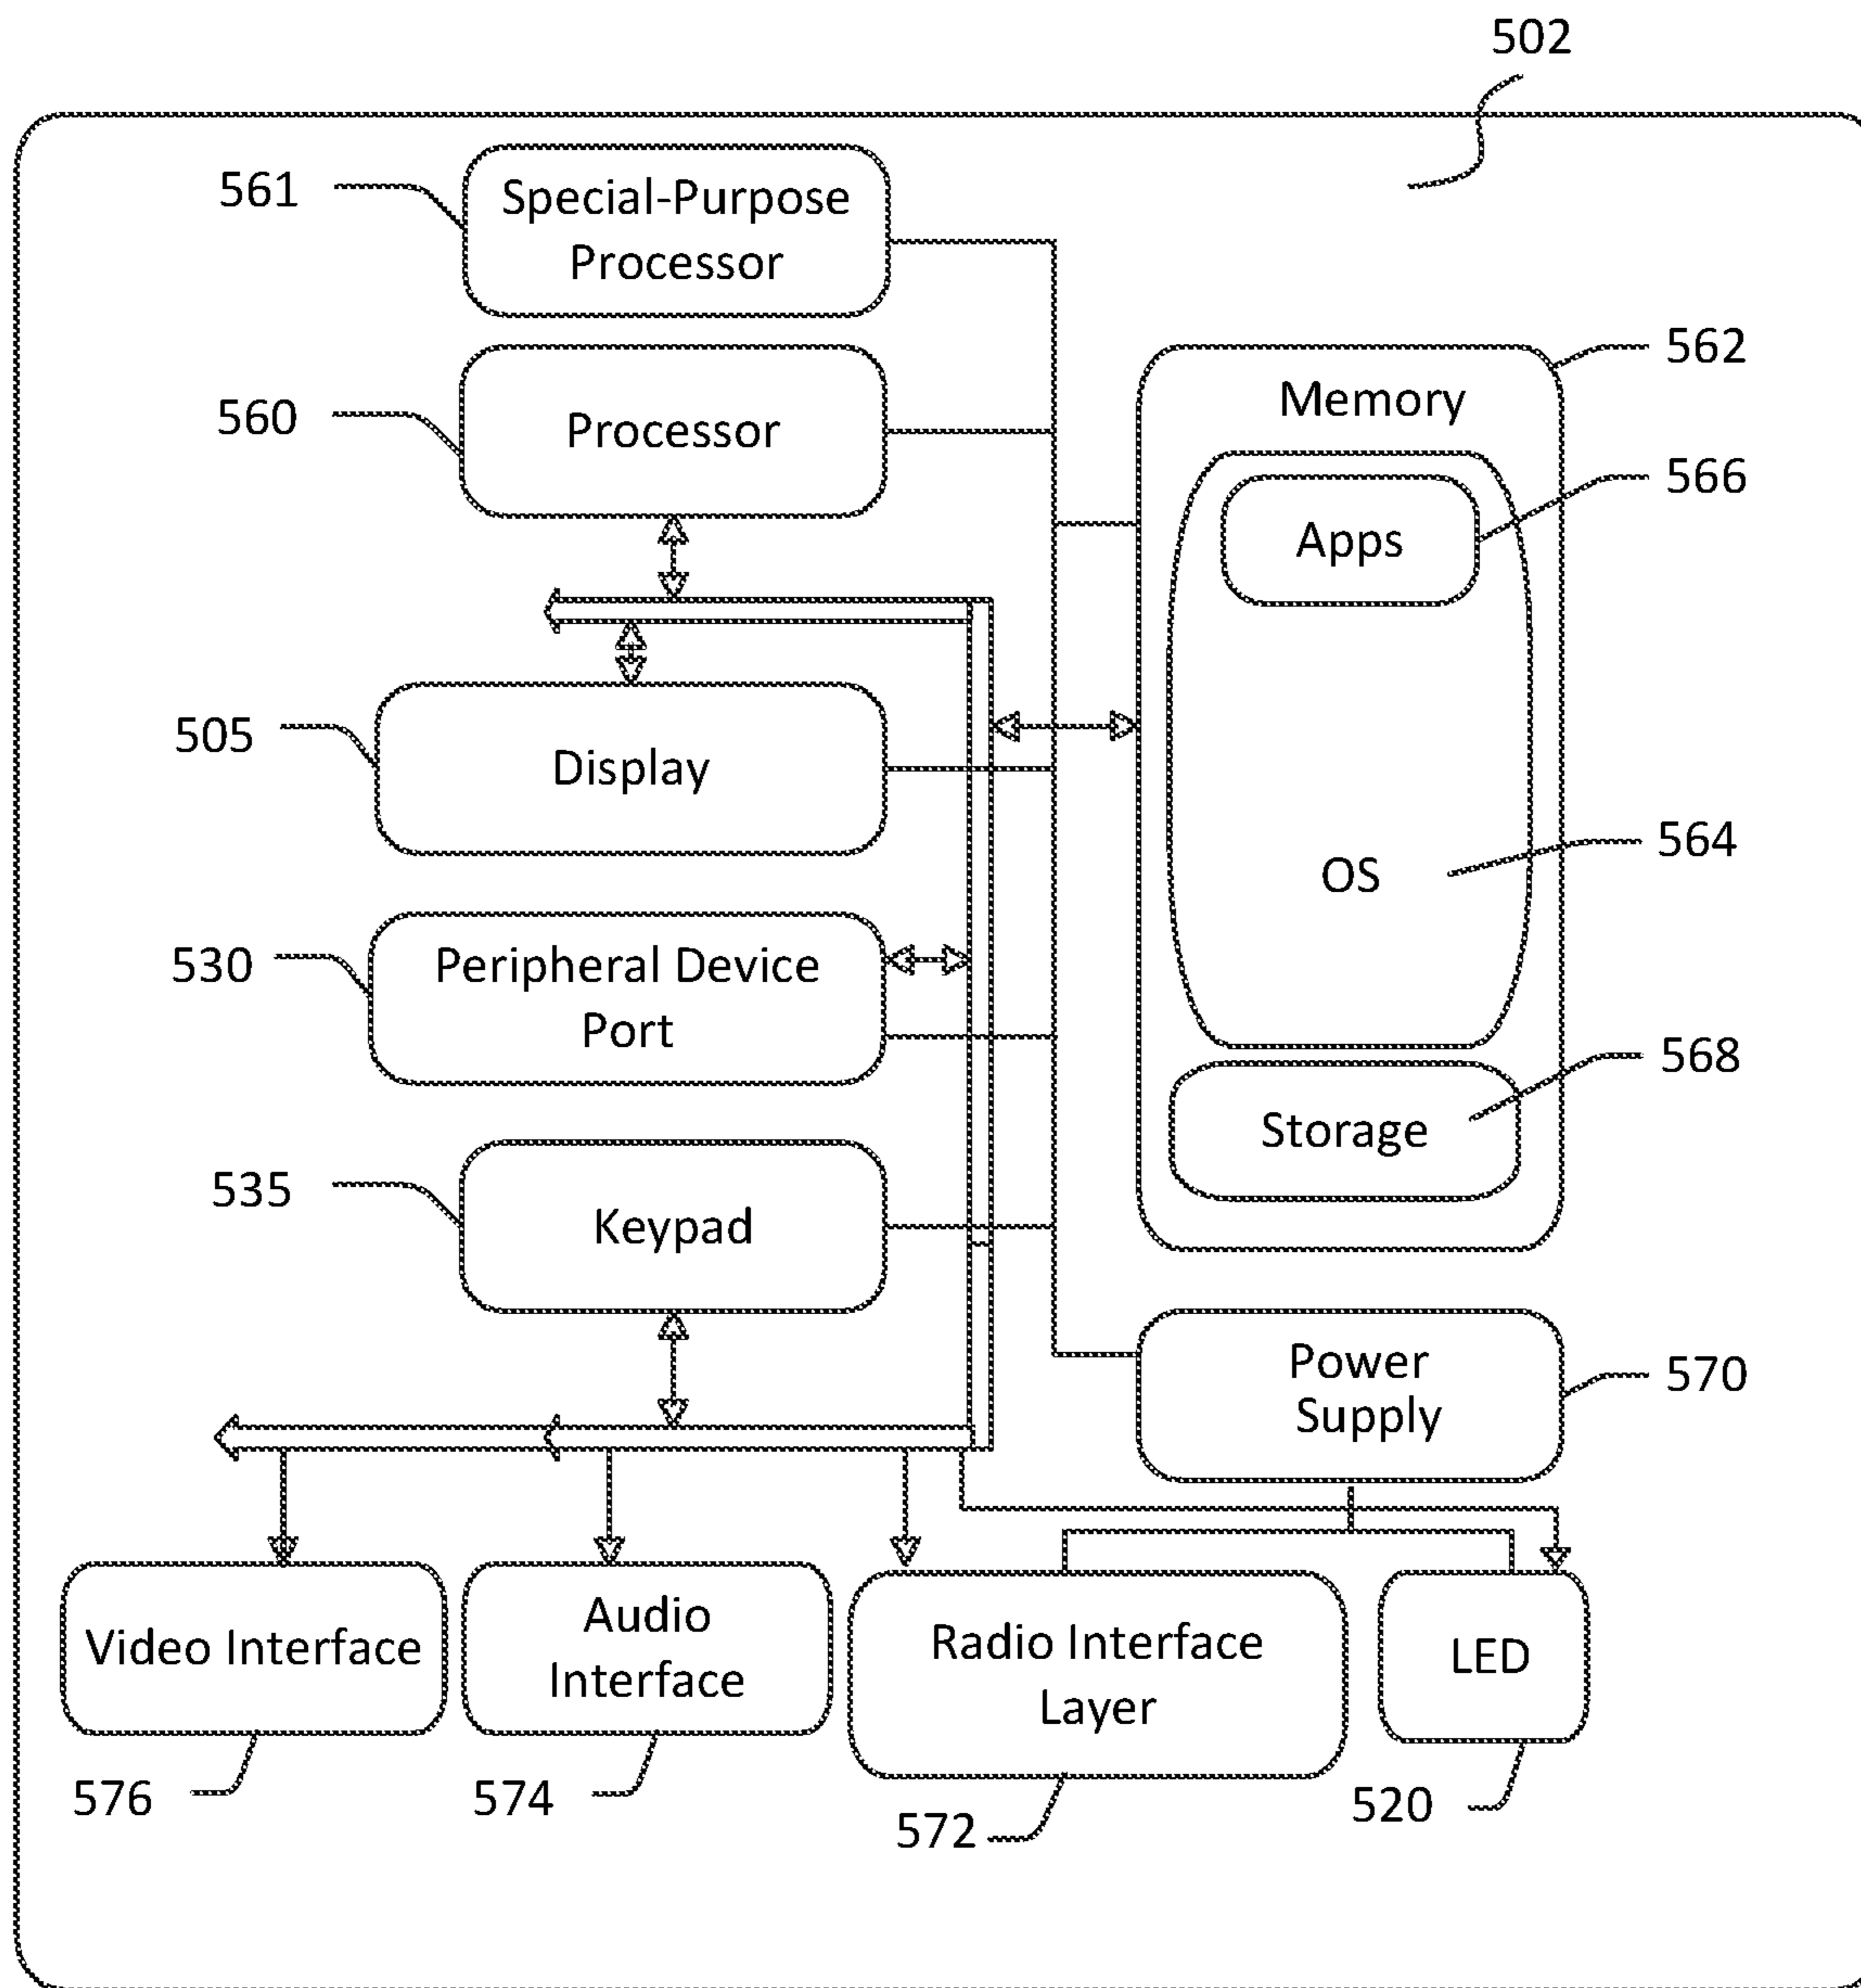 502
561
Special-Purpose
Processor
562
Memory
560
Processor
566
Apps
505
Display
564
OS
530
Peripheral Device
Port
568
Storage
535
Keypad
Power
Supply
570
Video Interface
Audio
Interface
Radio Interface
Layer
LED
576
574
572
520